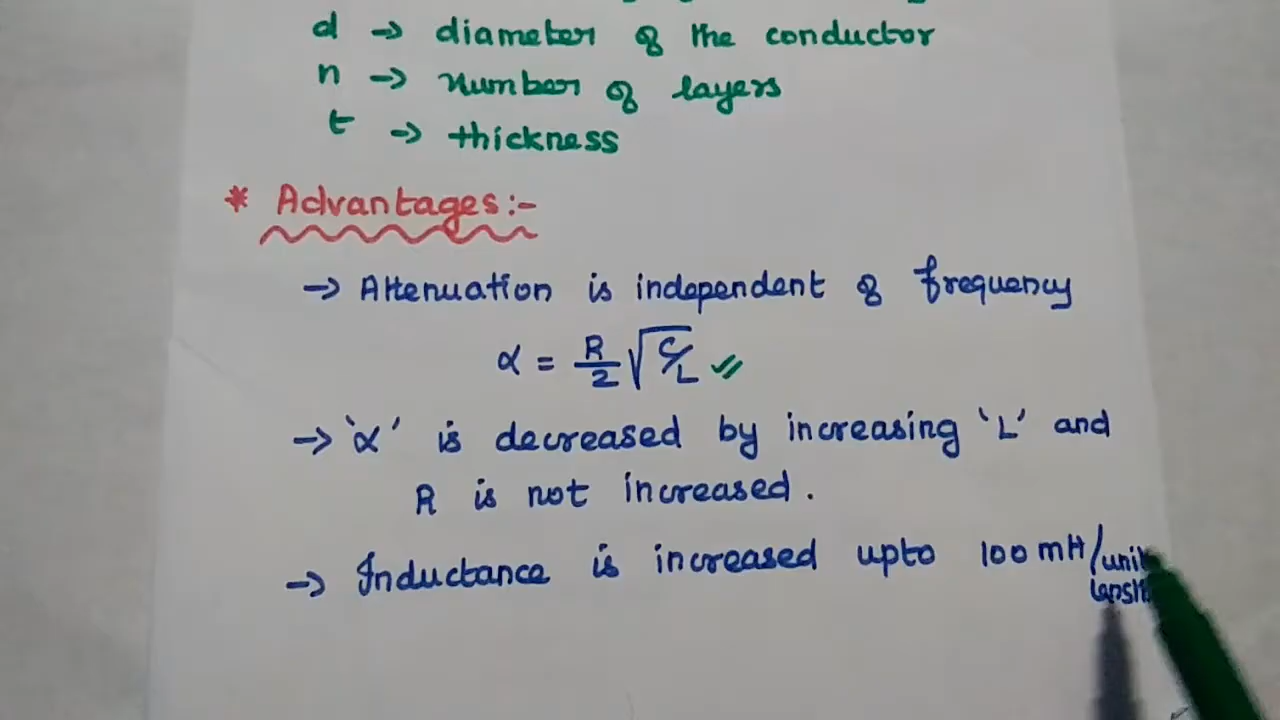 d → diameter of the conductor
n → Number of layers
t → thickness
* Advantages:-
→ Attenuation is independent of frequency
α = R/2 √C/L
→ 'α' is decreased by increasing 'L' and
R is not increased.
→ Inductance is increased upto 100 mH/unit